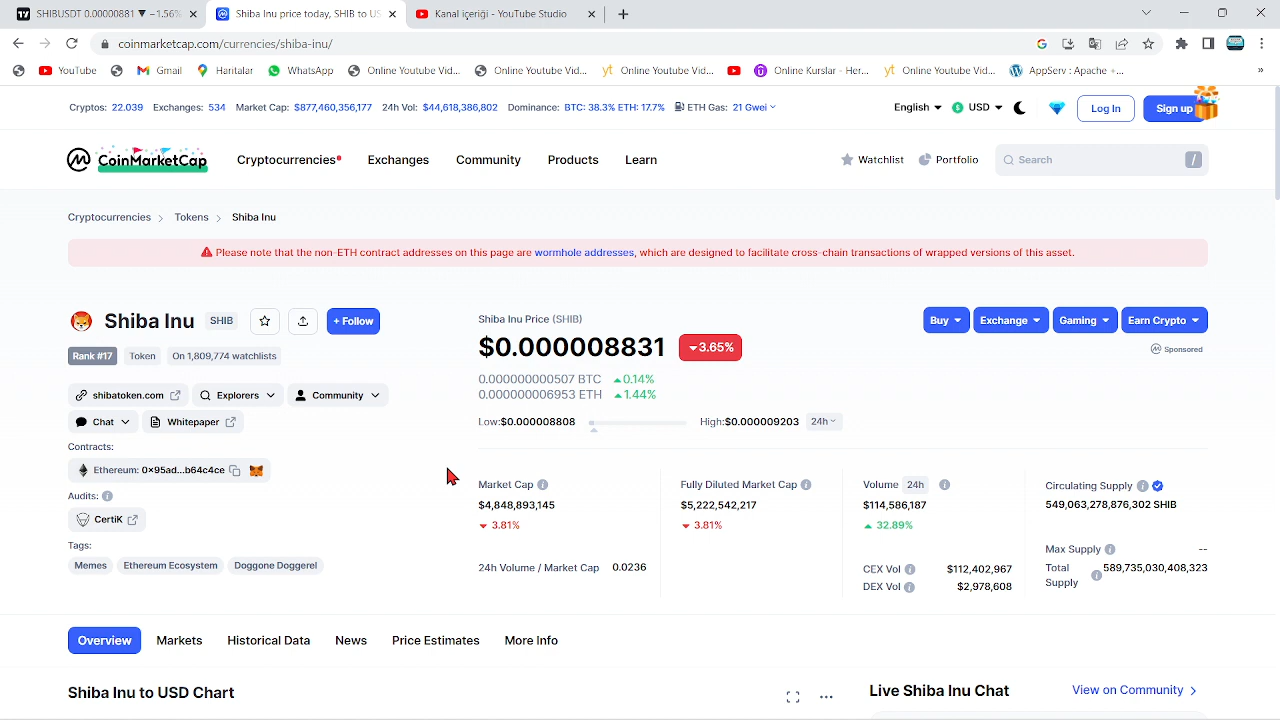 SHIBUSDT 0.00000881 ▼ −1.56%
Shiba Inu price today, SHIB to US
Kanal içeriği - YouTube Studio
coinmarketcap.com/currencies/shiba-inu/
YouTube Gmail Haritalar WhatsApp Online Youtube Vid... Online Youtube Vid... Online Youtube Vid... Online Kurslar - Her... Online Youtube Vid... AppServ : Apache +... »
Cryptos: 22.039 Exchanges: 534 Market Cap: $877,460,356,177 24h Vol: $44,618,386,802 Dominance: BTC: 38.3% ETH: 17.7% ETH Gas: 21 Gwei
English USD Log In Sign up
CoinMarketCap Cryptocurrencies Exchanges Community Products Learn
Watchlist Portfolio Search /
Cryptocurrencies > Tokens > Shiba Inu
Please note that the non-ETH contract addresses on this page are wormhole addresses, which are designed to facilitate cross-chain transactions of wrapped versions of this asset.
Shiba Inu SHIB + Follow
Rank #17 Token On 1,809,774 watchlists
shibatoken.com Explorers Community
Chat Whitepaper
Contracts:
Ethereum: 0x95ad...b64c4ce
Audits:
CertiK
Tags:
Memes Ethereum Ecosystem Doggone Doggerel
Shiba Inu Price (SHIB)
$0.000008831 3.65%
0.000000000507 BTC 0.14%
0.000000006953 ETH 1.44%
Low:$0.000008808 High:$0.000009203 24h
Buy Exchange Gaming Earn Crypto
Sponsored
Market Cap
$4,848,893,145
3.81%
24h Volume / Market Cap 0.0236
Fully Diluted Market Cap
$5,222,542,217
3.81%
Volume 24h
$114,586,187
32.89%
CEX Vol $112,402,967
DEX Vol $2,978,608
Circulating Supply
549,063,278,876,302 SHIB
Max Supply --
Total Supply 589,735,030,408,323
Overview Markets Historical Data News Price Estimates More Info
Shiba Inu to USD Chart
Live Shiba Inu Chat View on Community >